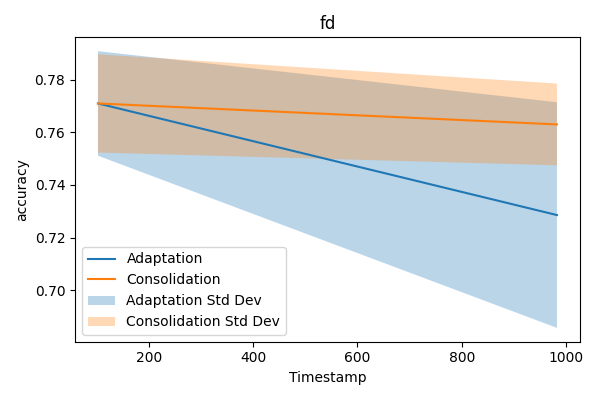 fd
accuracy
0.78
0.76
0.74
0.72
0.70
Adaptation
Consolidation
Adaptation Std Dev
Consolidation Std Dev
200
400
600
800
1000
Timestamp